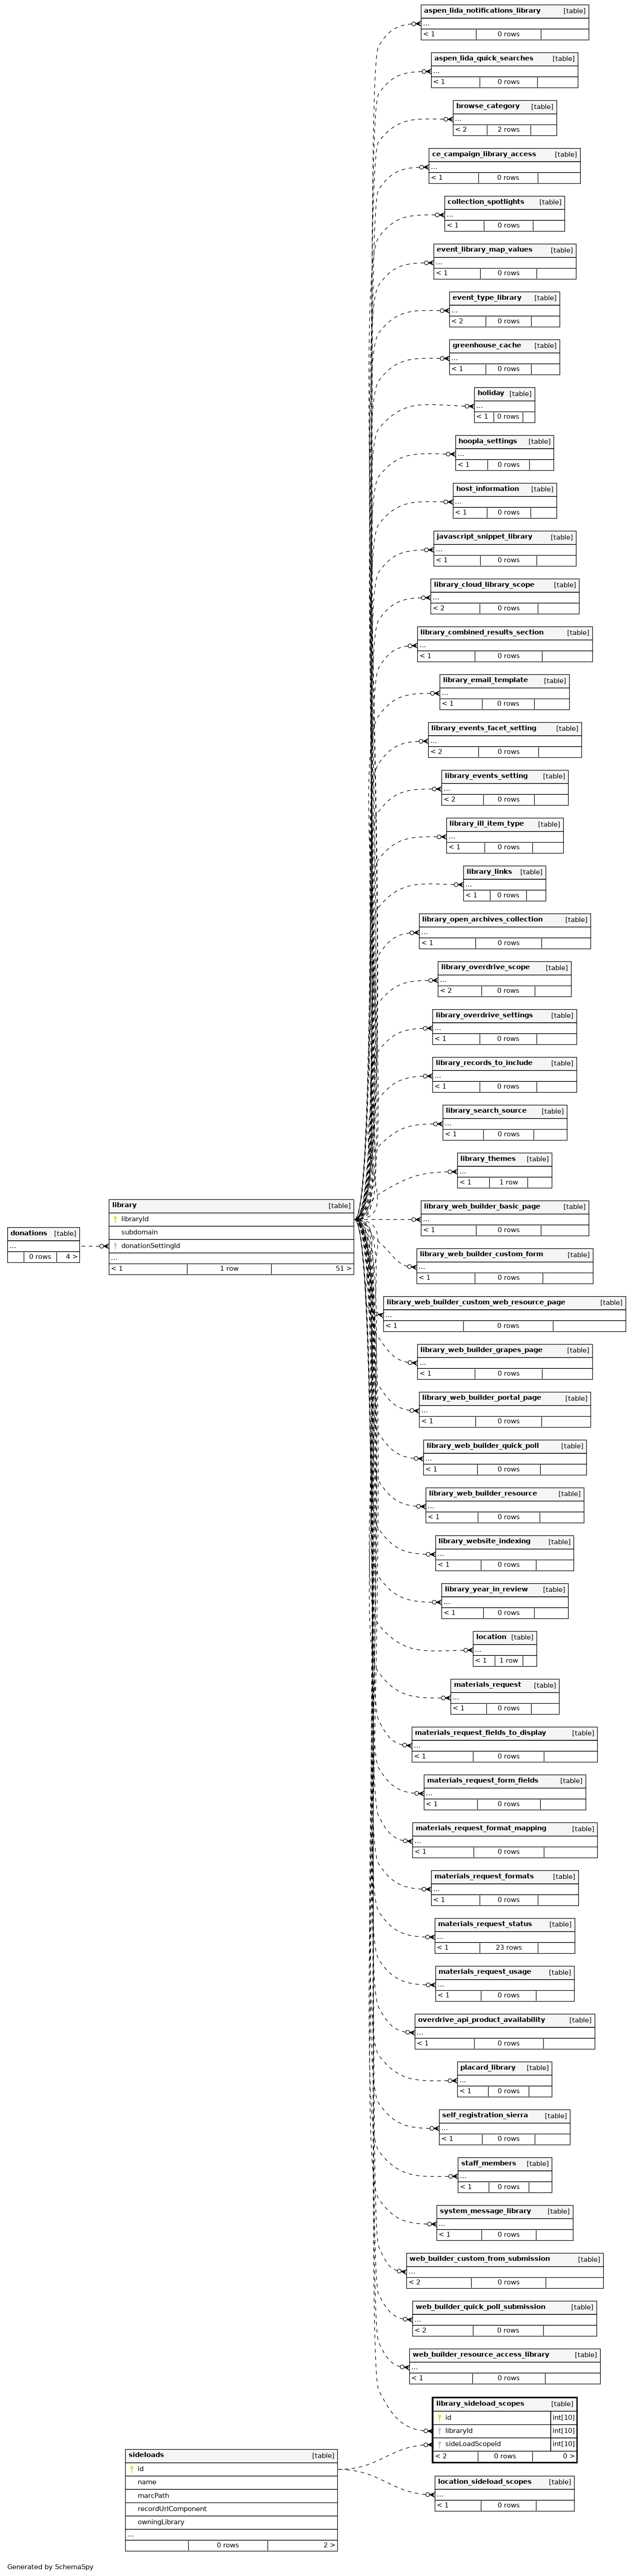 aspen_lida_notifications_library [table]
...
< 1 0 rows
aspen_lida_quick_searches [table]
...
< 1 0 rows
browse_category [table]
...
< 2 2 rows
ce_campaign_library_access [table]
...
< 1 0 rows
collection_spotlights [table]
...
< 1 0 rows
event_library_map_values [table]
...
< 1 0 rows
event_type_library [table]
...
< 2 0 rows
greenhouse_cache [table]
...
< 1 0 rows
holiday [table]
...
< 1 0 rows
hoopla_settings [table]
...
< 1 0 rows
host_information [table]
...
< 1 0 rows
javascript_snippet_library [table]
...
< 1 0 rows
library_cloud_library_scope [table]
...
< 2 0 rows
library_combined_results_section [table]
...
< 1 0 rows
library_email_template [table]
...
< 1 0 rows
library_events_facet_setting [table]
...
< 2 0 rows
library_events_setting [table]
...
< 2 0 rows
library_ill_item_type [table]
...
< 1 0 rows
library_links [table]
...
< 1 0 rows
library_open_archives_collection [table]
...
< 1 0 rows
library_overdrive_scope [table]
...
< 2 0 rows
library_overdrive_settings [table]
...
< 1 0 rows
library_records_to_include [table]
...
< 1 0 rows
library_search_source [table]
...
< 1 0 rows
library_themes [table]
...
< 1 1 row
donations [table]
...
0 rows 4 >
library [table]
libraryId
subdomain
donationSettingId
...
< 1 1 row 51 >
library_web_builder_basic_page [table]
...
< 1 0 rows
library_web_builder_custom_form [table]
...
< 1 0 rows
library_web_builder_custom_web_resource_page [table]
...
< 1 0 rows
library_web_builder_grapes_page [table]
...
< 1 0 rows
library_web_builder_portal_page [table]
...
< 1 0 rows
library_web_builder_quick_poll [table]
...
< 1 0 rows
library_web_builder_resource [table]
...
< 1 0 rows
library_website_indexing [table]
...
< 1 0 rows
library_year_in_review [table]
...
< 1 0 rows
location [table]
...
< 1 1 row
materials_request [table]
...
< 1 0 rows
materials_request_fields_to_display [table]
...
< 1 0 rows
materials_request_form_fields [table]
...
< 1 0 rows
materials_request_format_mapping [table]
...
< 1 0 rows
materials_request_formats [table]
...
< 1 0 rows
materials_request_status [table]
...
< 1 23 rows
materials_request_usage [table]
...
< 1 0 rows
overdrive_api_product_availability [table]
...
< 1 0 rows
placard_library [table]
...
< 1 0 rows
self_registration_sierra [table]
...
< 1 0 rows
staff_members [table]
...
< 1 0 rows
system_message_library [table]
...
< 1 0 rows
web_builder_custom_from_submission [table]
...
< 2 0 rows
web_builder_quick_poll_submission [table]
...
< 2 0 rows
web_builder_resource_access_library [table]
...
< 1 0 rows
library_sideload_scopes [table]
id int[10]
libraryId int[10]
sideLoadScopeId int[10]
< 2 0 rows 0 >
sideloads [table]
id
name
marcPath
recordUrlComponent
owningLibrary
...
0 rows 2 >
location_sideload_scopes [table]
...
< 1 0 rows
Generated by SchemaSpy